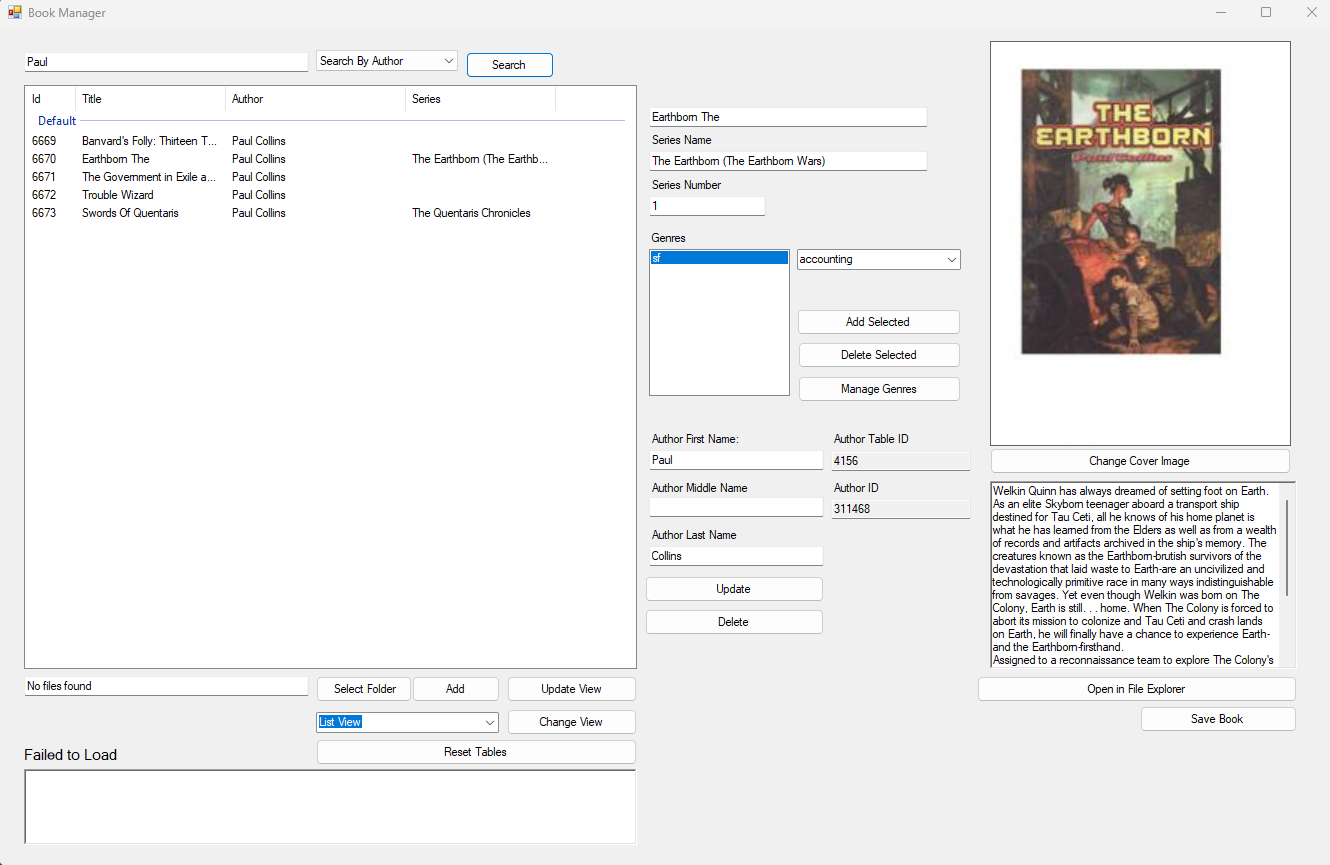 Book Manager
Paul
Search By Author
Search
Id Title Author Series
Default
6669 Banvard's Folly: Thirteen T... Paul Collins
6670 Earthborn The Paul Collins The Earthborn (The Earthb...
6671 The Government in Exile a... Paul Collins
6672 Trouble Wizard Paul Collins
6673 Swords Of Quentaris Paul Collins The Quentaris Chronicles
No files found
Select Folder
Add
Update View
List View
Change View
Failed to Load
Reset Tables
Earthborn The
Series Name
The Earthborn (The Earthborn Wars)
Series Number
1
Genres
sf
accounting
Add Selected
Delete Selected
Manage Genres
Author First Name:
Author Table ID
Paul
4156
Author Middle Name
Author ID
311468
Author Last Name
Collins
Update
Delete
THE
EARTHBORN
Paul Collins
Change Cover Image
Welkin Quinn has always dreamed of setting foot on Earth.
As an elite Skyborn teenager aboard a transport ship
destined for Tau Ceti, all he knows of his home planet is
what he has learned from the Elders as well as from a wealth
of records and artifacts archived in the ship's memory. The
creatures known as the Earthborn-brutish survivors of the
devastation that laid waste to Earth-are an uncivilized and
technologically primitive race in many ways indistinguishable
from savages. Yet even though Welkin was born on The
Colony, Earth is still. . . home. When The Colony is forced to
abort its mission to colonize and Tau Ceti and crash lands
on Earth, he will finally have a chance to experience Earth-
and the Earthborn-firsthand.
Assigned to a reconnaissance team to explore The Colony's
Open in File Explorer
Save Book